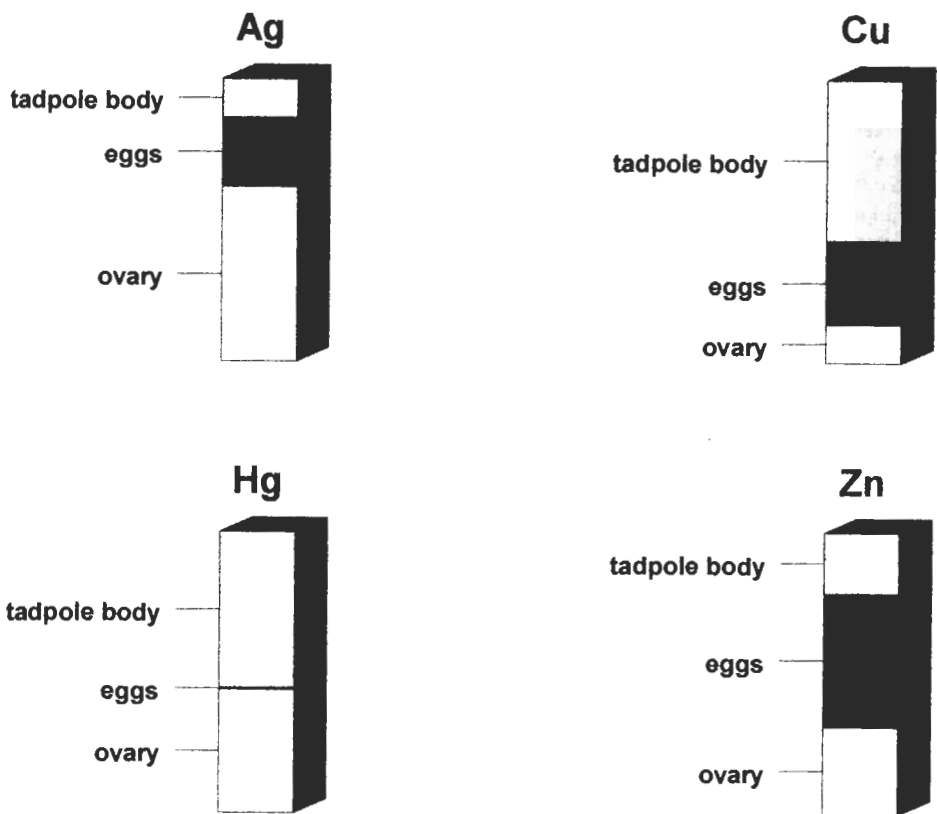 Ag
tadpole body
eggs
ovary
Cu
tadpole body
eggs
ovary
Hg
tadpole body
eggs
ovary
Zn
tadpole body
eggs
ovary